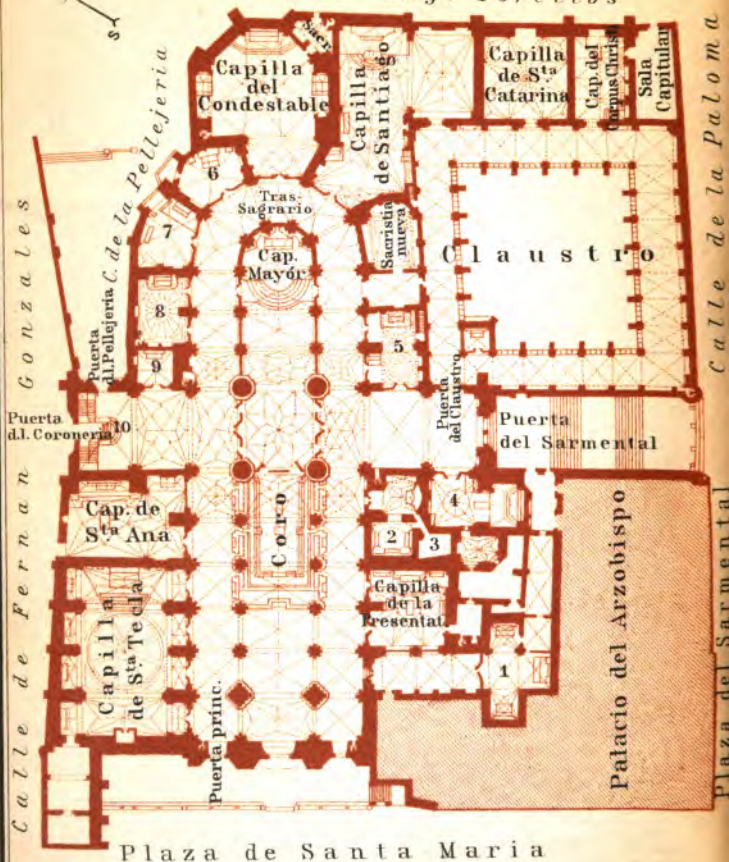 S
C. de la Pellejeria
Sacr.
Capilla
del
Condestable
Capilla
de Santiago
Capilla
de Sta
Catarina
Cap. del
Corpus Christi
Sala
Capitular
Calle de la Paloma
6
7
8
9
Tras-
Sagrario
Cap.
Mayór
Sacristia
nueva
Claustro
5
Puerta
d.l. Pellejeria
Puerta
d.l. Coroneria
10
Puerta
del Claustro
Puerta
del Sarmental
Calle de Fernan Gonzales
Cap. de
Sta. Ana
Coro
2
3
4
Capilla
de la
Presentat.
Capilla
de Sta. Tecla
1
Palacio del Arzobispo
Plaza del Sarmental
Puerta princ.
Plaza de Santa Maria